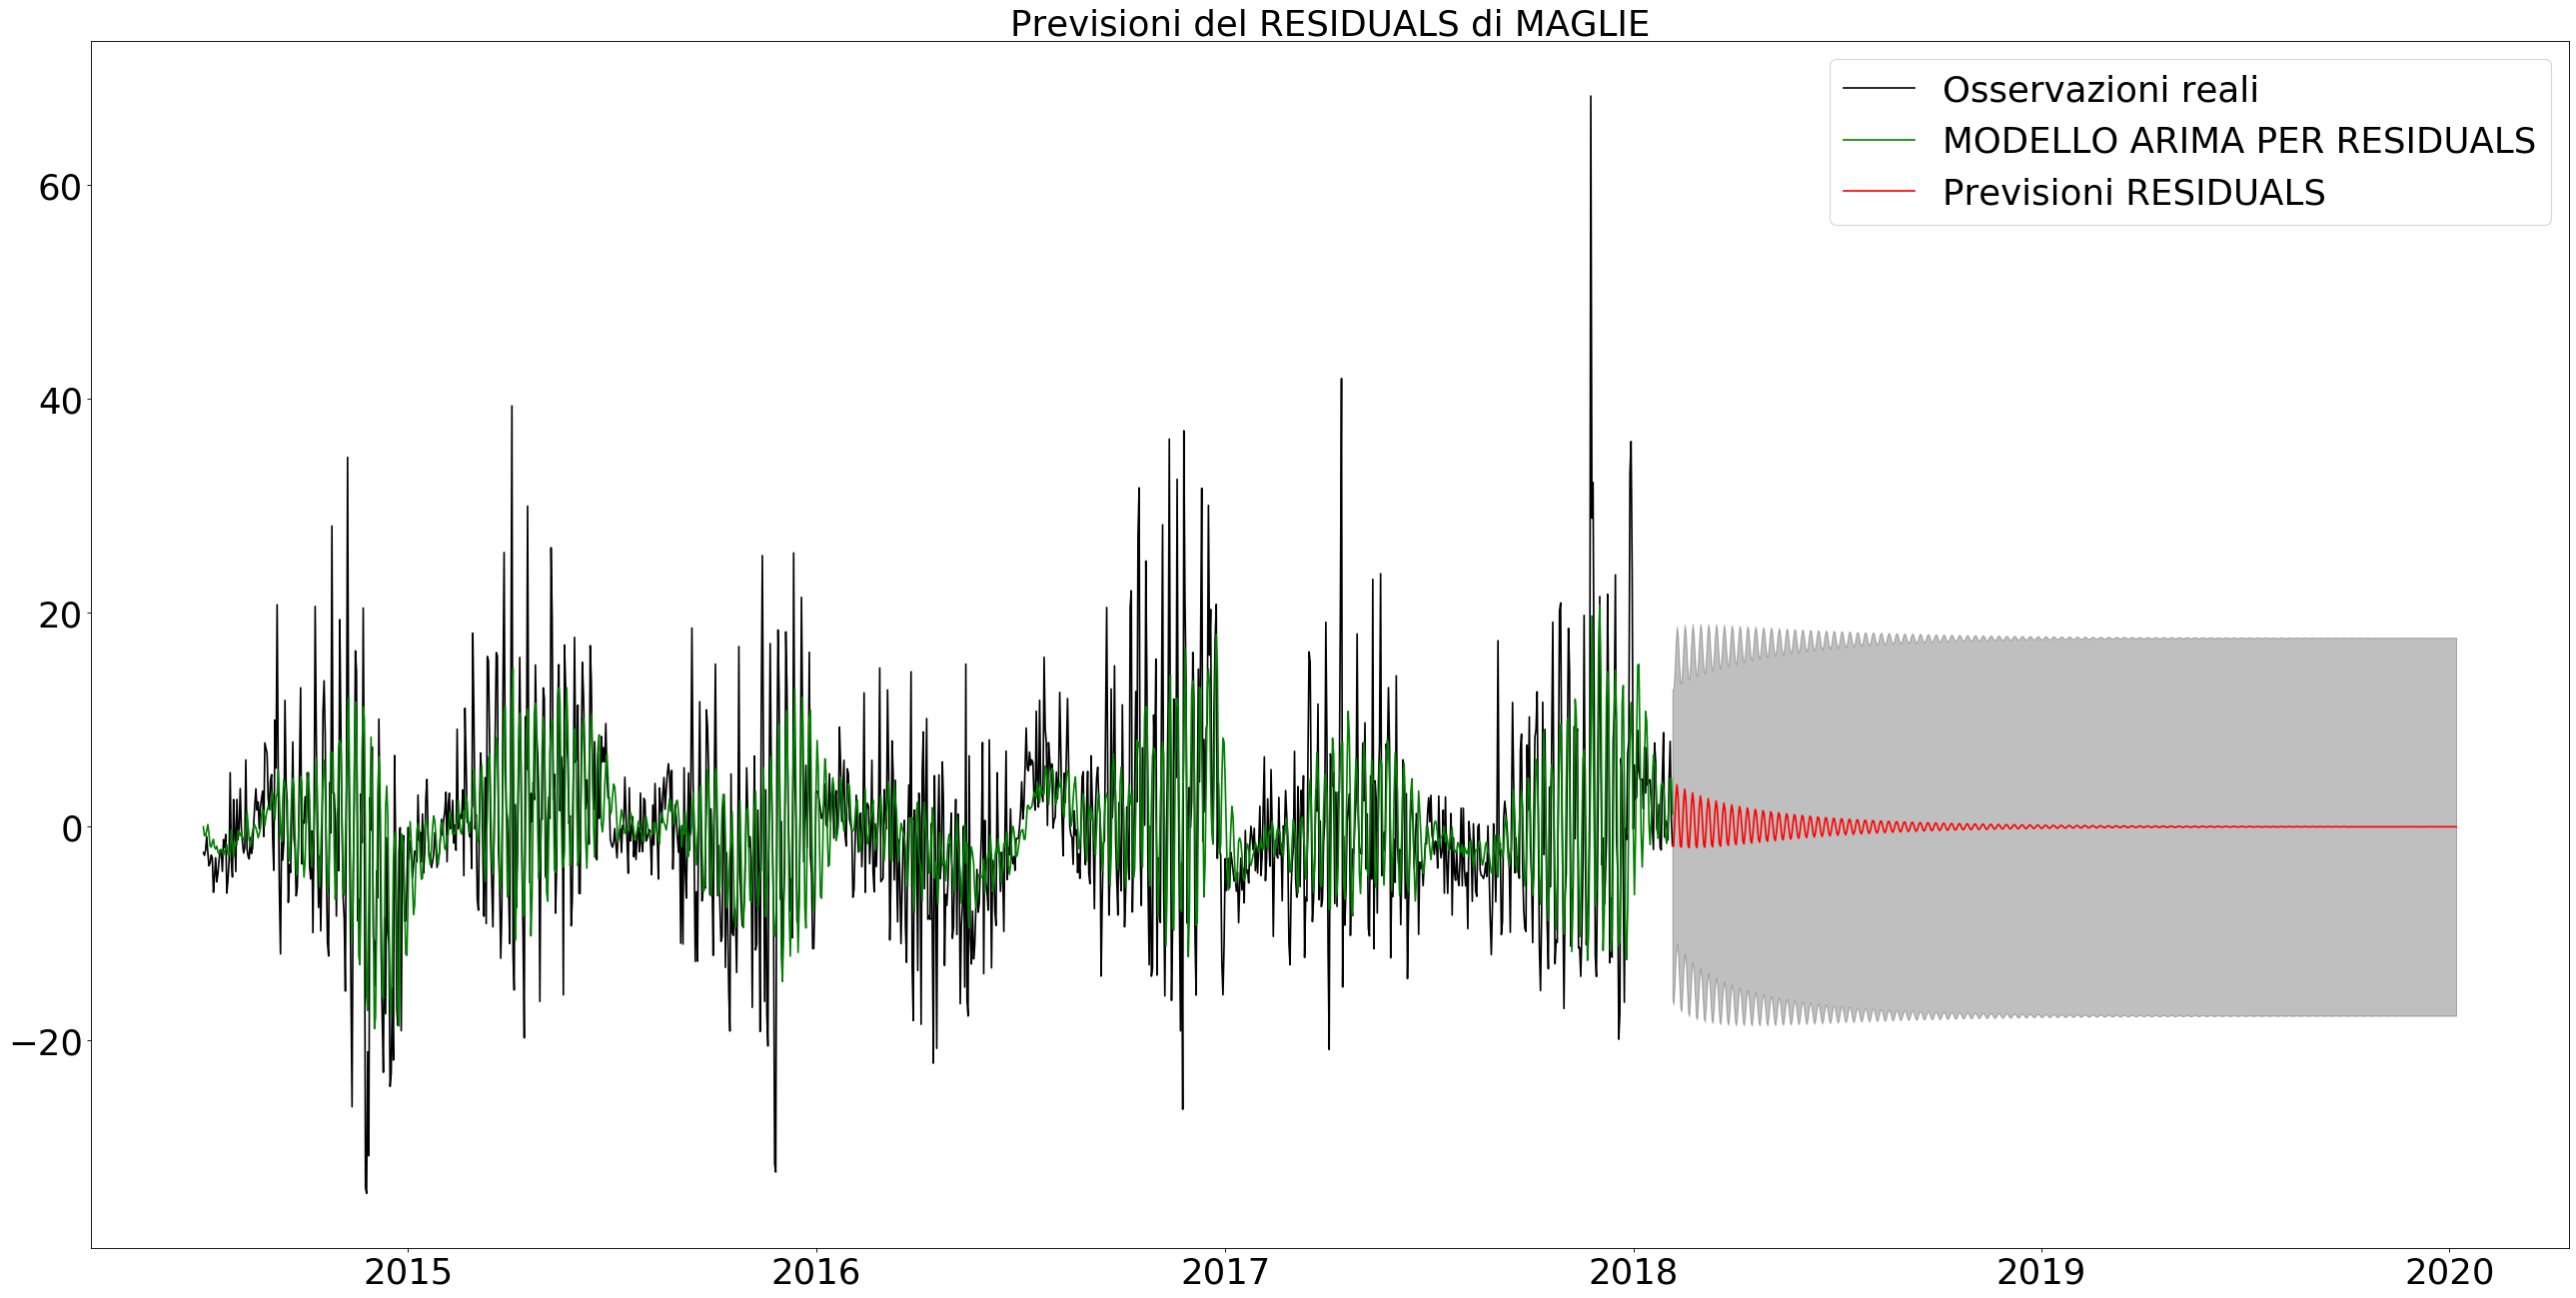 Previsioni del RESIDUALS di MAGLIE
Osservazioni reali
MODELLO ARIMA PER RESIDUALS
Previsioni RESIDUALS
60
40
20
0
−20
2015 2016 2017 2018 2019 2020